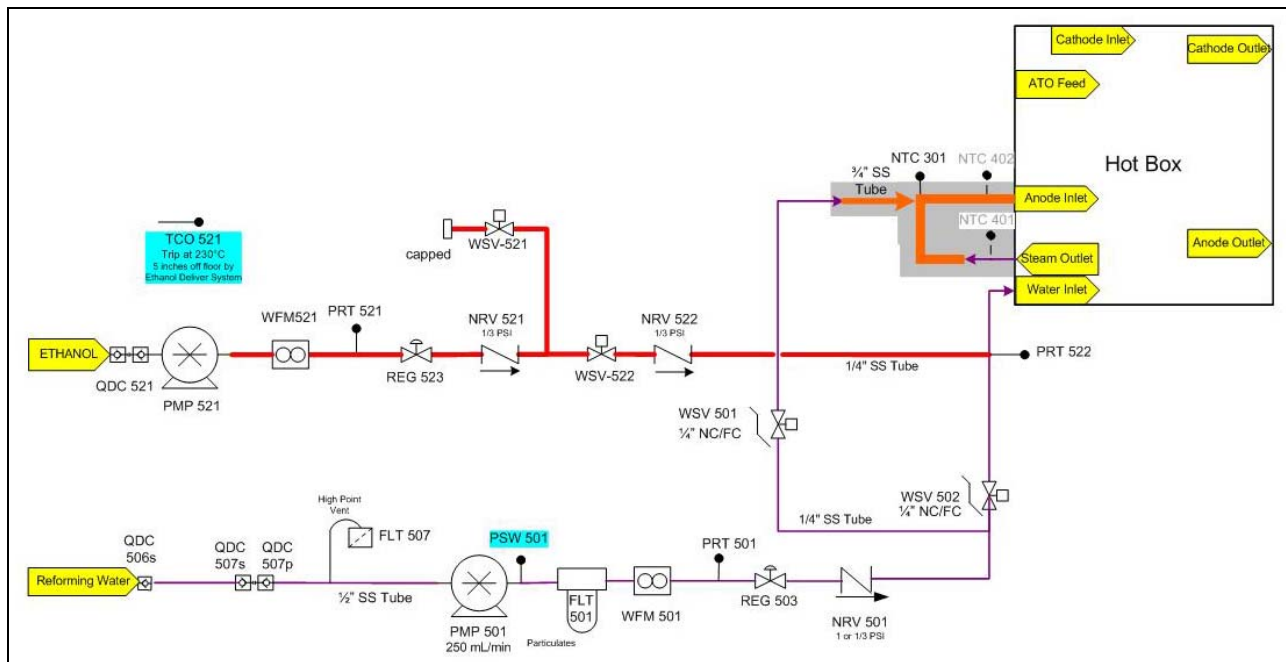 Cathode Inlet
Cathode Outlet
ATO Feed
Hot Box
NTC 301
NTC 402
¾" SS
Tube
Anode Inlet
NTC 401
Anode Outlet
Steam Outlet
Water Inlet
TCO 521
Trip at 230°C
5 inches off floor by
Ethanol Deliver System
capped
WSV-521
WFM521
PRT 521
NRV 521
1/3 PSI
NRV 522
1/3 PSI
ETHANOL
QDC 521
PMP 521
REG 523
WSV-522
1/4" SS Tube
PRT 522
WSV 501
¼" NC/FC
WSV 502
¼" NC/FC
1/4" SS Tube
High Point
Vent
FLT 507
PSW 501
PRT 501
QDC
506s
QDC
507s
QDC
507p
Reforming Water
½" SS Tube
PMP 501
250 mL/min
Particulates
FLT
501
WFM 501
REG 503
NRV 501
1 or 1/3 PSI